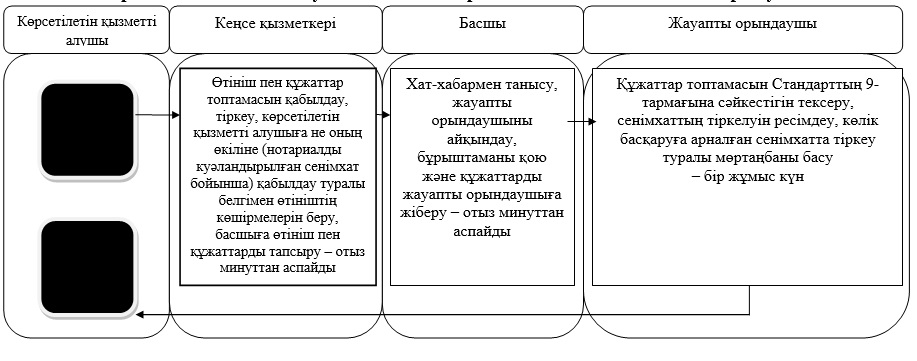 Көрсетілетін қызметті
алушы
Кеңсе қызметкері
Басшы
Жауапты орындаушы
Өтініш пен құжаттар
топтамасын қабылдау,
тіркеу, көрсетілетін
қызметті алушыға не оның
өкіліне (нотариалды
куәландырылған сенімхат
бойынша) қабылдау туралы
белгімен өтініштің
көшірмелерін беру,
басшыға өтініш пен
құжаттарды тапсыру – отыз
минуттан аспайды
Хат-хабармен танысу,
жауапты
орындаушыны
айқындау,
бұрыштаманы қою
және құжаттарды
жауапты орындаушыға
жіберу – отыз минуттан
аспайды
Құжаттар топтамасын Стандарттың 9-
тармағына сәйкестігін тексеру,
сенімхаттың тіркелуін ресімдеу, көлік
басқаруға арналған сенімхатта тіркеу
туралы мөртаңбаны басу
– бір жұмыс күн